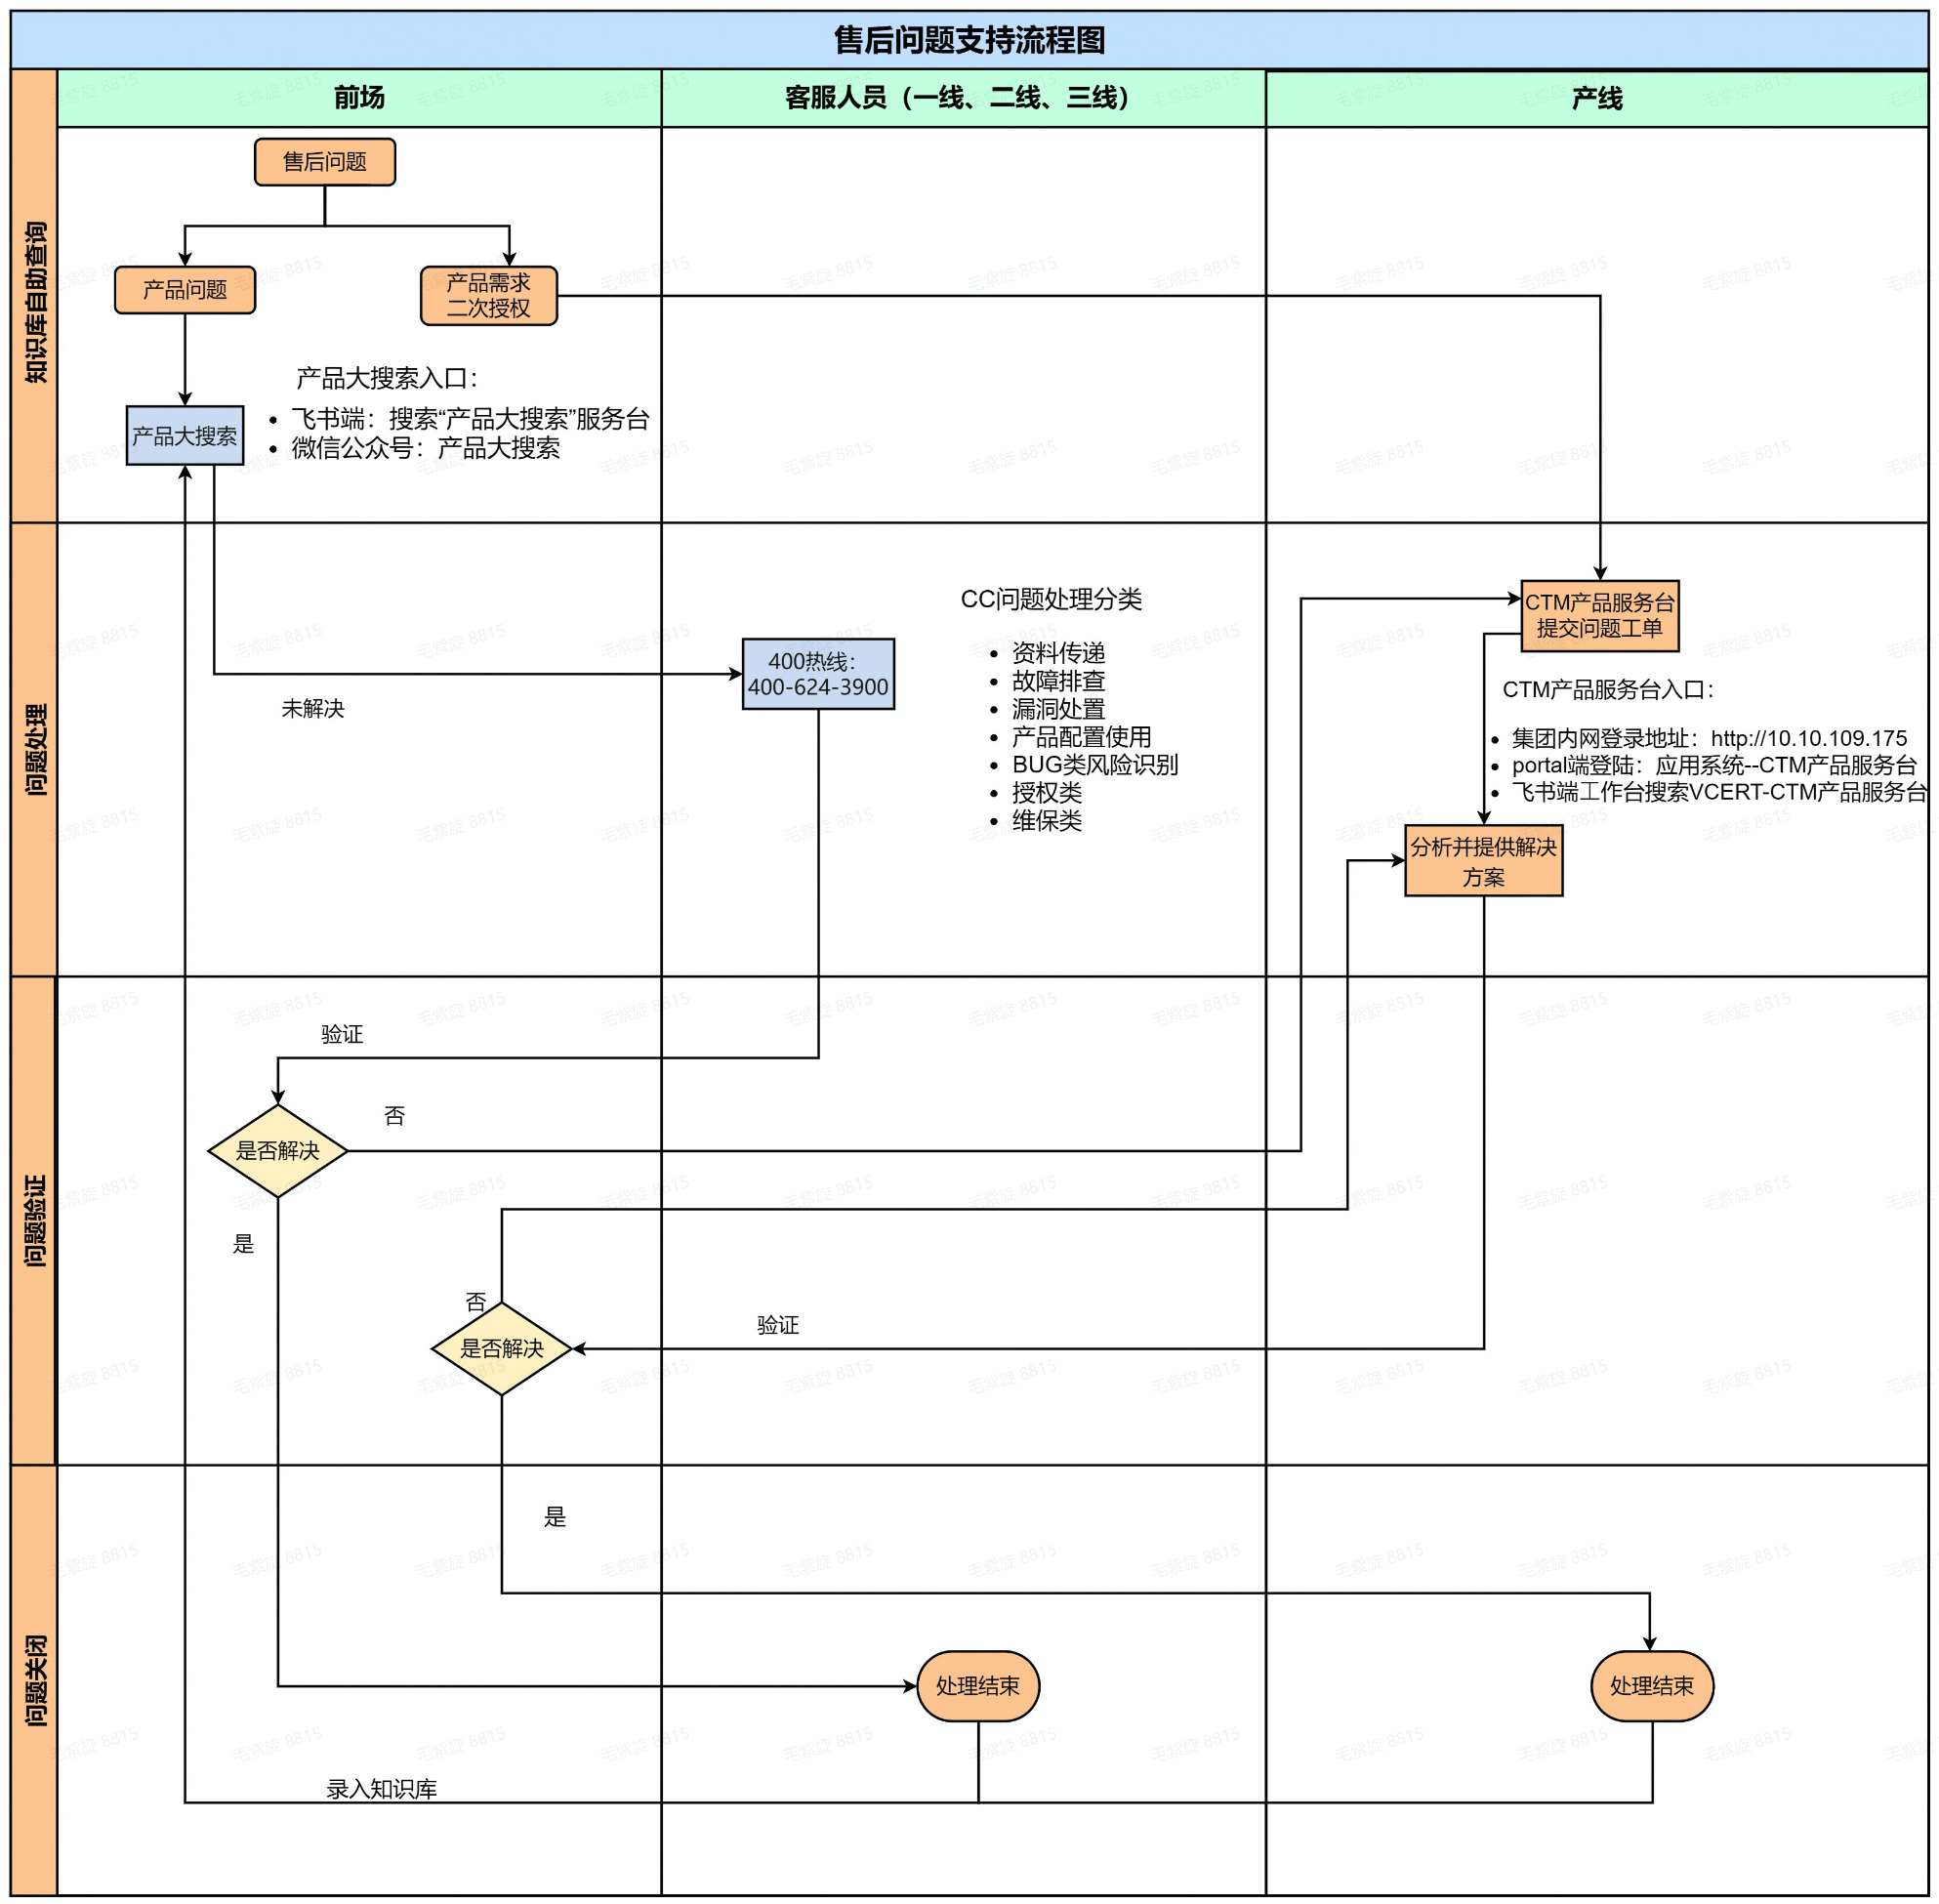 售后问题支持流程图
前场
客服人员（一线、二线、三线）
产线
知识库自助查询
售后问题
产品问题
产品需求
二次授权
产品大搜索入口：
产品大搜索
• 飞书端：搜索“产品大搜索”服务台
• 微信公众号：产品大搜索
问题处理
未解决
400热线：
400-624-3900
CC问题处理分类
• 资料传递
• 故障排查
• 漏洞处置
• 产品配置使用
• BUG类风险识别
• 授权类
• 维保类
CTM产品服务台
提交问题工单
CTM产品服务台入口：
• 集团内网登录地址：http://10.10.109.175
• portal端登陆：应用系统--CTM产品服务台
• 飞书端工作台搜索VCERT-CTM产品服务台
分析并提供解决
方案
问题验证
验证
是否解决
否
是
否
是否解决
验证
问题关闭
是
处理结束
处理结束
录入知识库
毛紫旋 8815